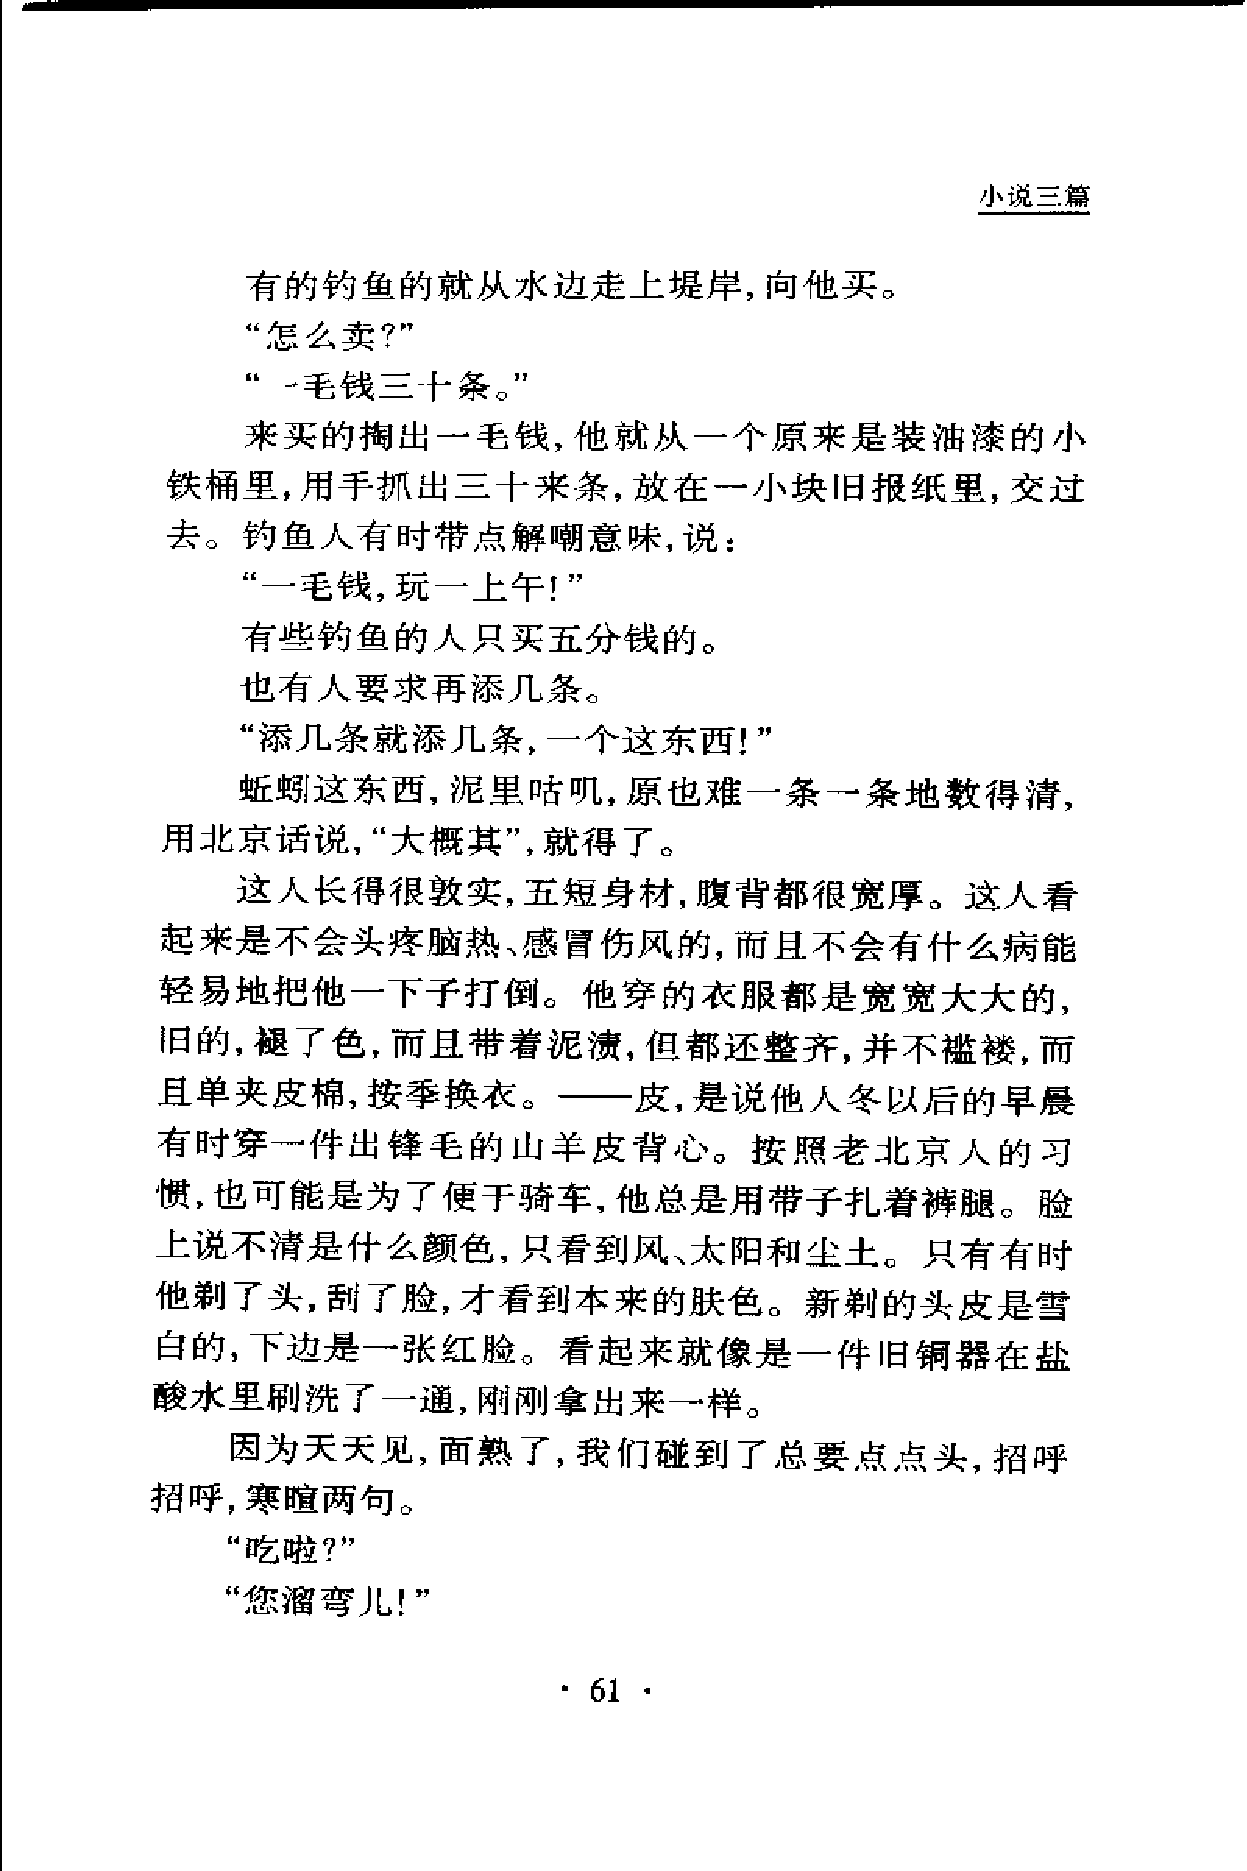 小说三篇
有的钓鱼的就从水边走上堤岸,向他买。
“怎么卖?”
“一毛钱三十条。”
来买的掏出一毛钱,他就从一个原来是装油漆的小
铁桶里,用手抓出三十来条,放在一小块旧报纸里,交过
去。钓鱼人有时带点解嘲意味,说:
“一毛钱,玩一上午!”
有些钓鱼的人只买五分钱的。
也有人要求再添几条。
“添几条就添几条,一个这东西!”
蚯蚓这东西,泥里咕叽,原也难一条一条地数得清,
用北京话说,“大概其”,就得了。
这人长得很敦实,五短身材,腹背都很宽厚。这人看
起来是不会头疼脑热、感冒伤风的,而且不会有什么病能
轻易地把他一下子打倒。他穿的衣服都是宽宽大大的,
旧的,褪了色,而且带着泥渍,但都还整齐,并不褴褛,而
且单夹皮棉,按季换衣。——皮,是说他人冬以后的早晨
有时穿一件出锋毛的山羊皮背心。按照老北京人的习
惯,也可能是为了便于骑车,他总是用带子扎着裤腿。脸
上说不清是什么颜色,只看到风、太阳和尘土。只有有时
他剃了头,刮了脸,才看到本来的肤色。新剃的头皮是雪
白的,下边是一张红脸。看起来就像是一件旧铜器在盐
酸水里刷洗了一通,刚刚拿出来一样。
因为天天见,面熟了,我们碰到了总要点点头,招呼
招呼,寒暄两句。
“吃啦?”
“您溜弯儿!”
· 61 ·